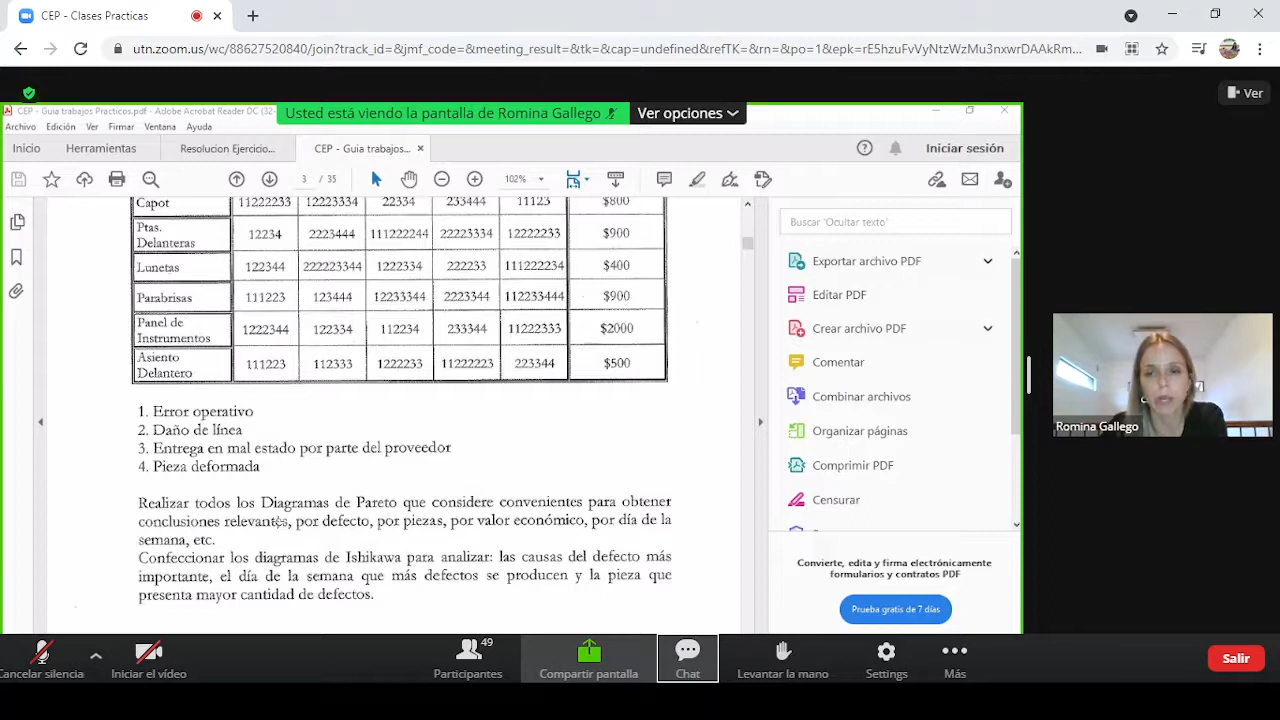 CEP - Clases Practicas
utn.zoom.us/wc/88627520840/join?track_id=&jmf_code=&meeting_result=&tk=&cap=undefined&refTK=&rn=&po=1&epk=rE5hzuFvVyNtzWzMu3nxwrDAAkRm...
CEP - Guia trabajos Practicos.pdf - Adobe Acrobat Reader DC (32-
Usted está viendo la pantalla de Romina Gallego
Ver opciones
Ver
Archivo Edición Ver Firmar Ventana Ayuda
Inicio Herramientas Resolucion Ejercicio... CEP - Guia trabajos... Iniciar sesión
3 / 35 102%
Capot 11222233 12223334 22334 233444 11123 $800
Ptas. Delanteras 12234 2223444 111222244 22223334 12222233 $900
Lunetas 122344 222223344 1222334 222233 111222234 $400
Parabrisas 111223 123444 12233344 2223344 112233444 $900
Panel de Instrumentos 1222344 122334 112234 233344 11222333 $2000
Asiento Delantero 111223 112333 1222233 11222223 223344 $500
1. Error operativo
2. Daño de línea
3. Entrega en mal estado por parte del proveedor
4. Pieza deformada
Realizar todos los Diagramas de Pareto que considere convenientes para obtener
conclusiones relevantes, por defecto, por piezas, por valor económico, por día de la
semana, etc.
Confeccionar los diagramas de Ishikawa para analizar: las causas del defecto más
importante, el día de la semana que más defectos se producen y la pieza que
presenta mayor cantidad de defectos.
Buscar 'Ocultar texto'
Exportar archivo PDF
Editar PDF
Crear archivo PDF
Comentar
Combinar archivos
Organizar páginas
Comprimir PDF
Censurar
Convierte, edita y firma electrónicamente
formularios y contratos PDF
Prueba gratis de 7 días
Romina Gallego
Cancelar silencia
Iniciar el vídeo
49
Participantes
Compartir pantalla
Chat
Levantar la mano
Settings
Más
Salir